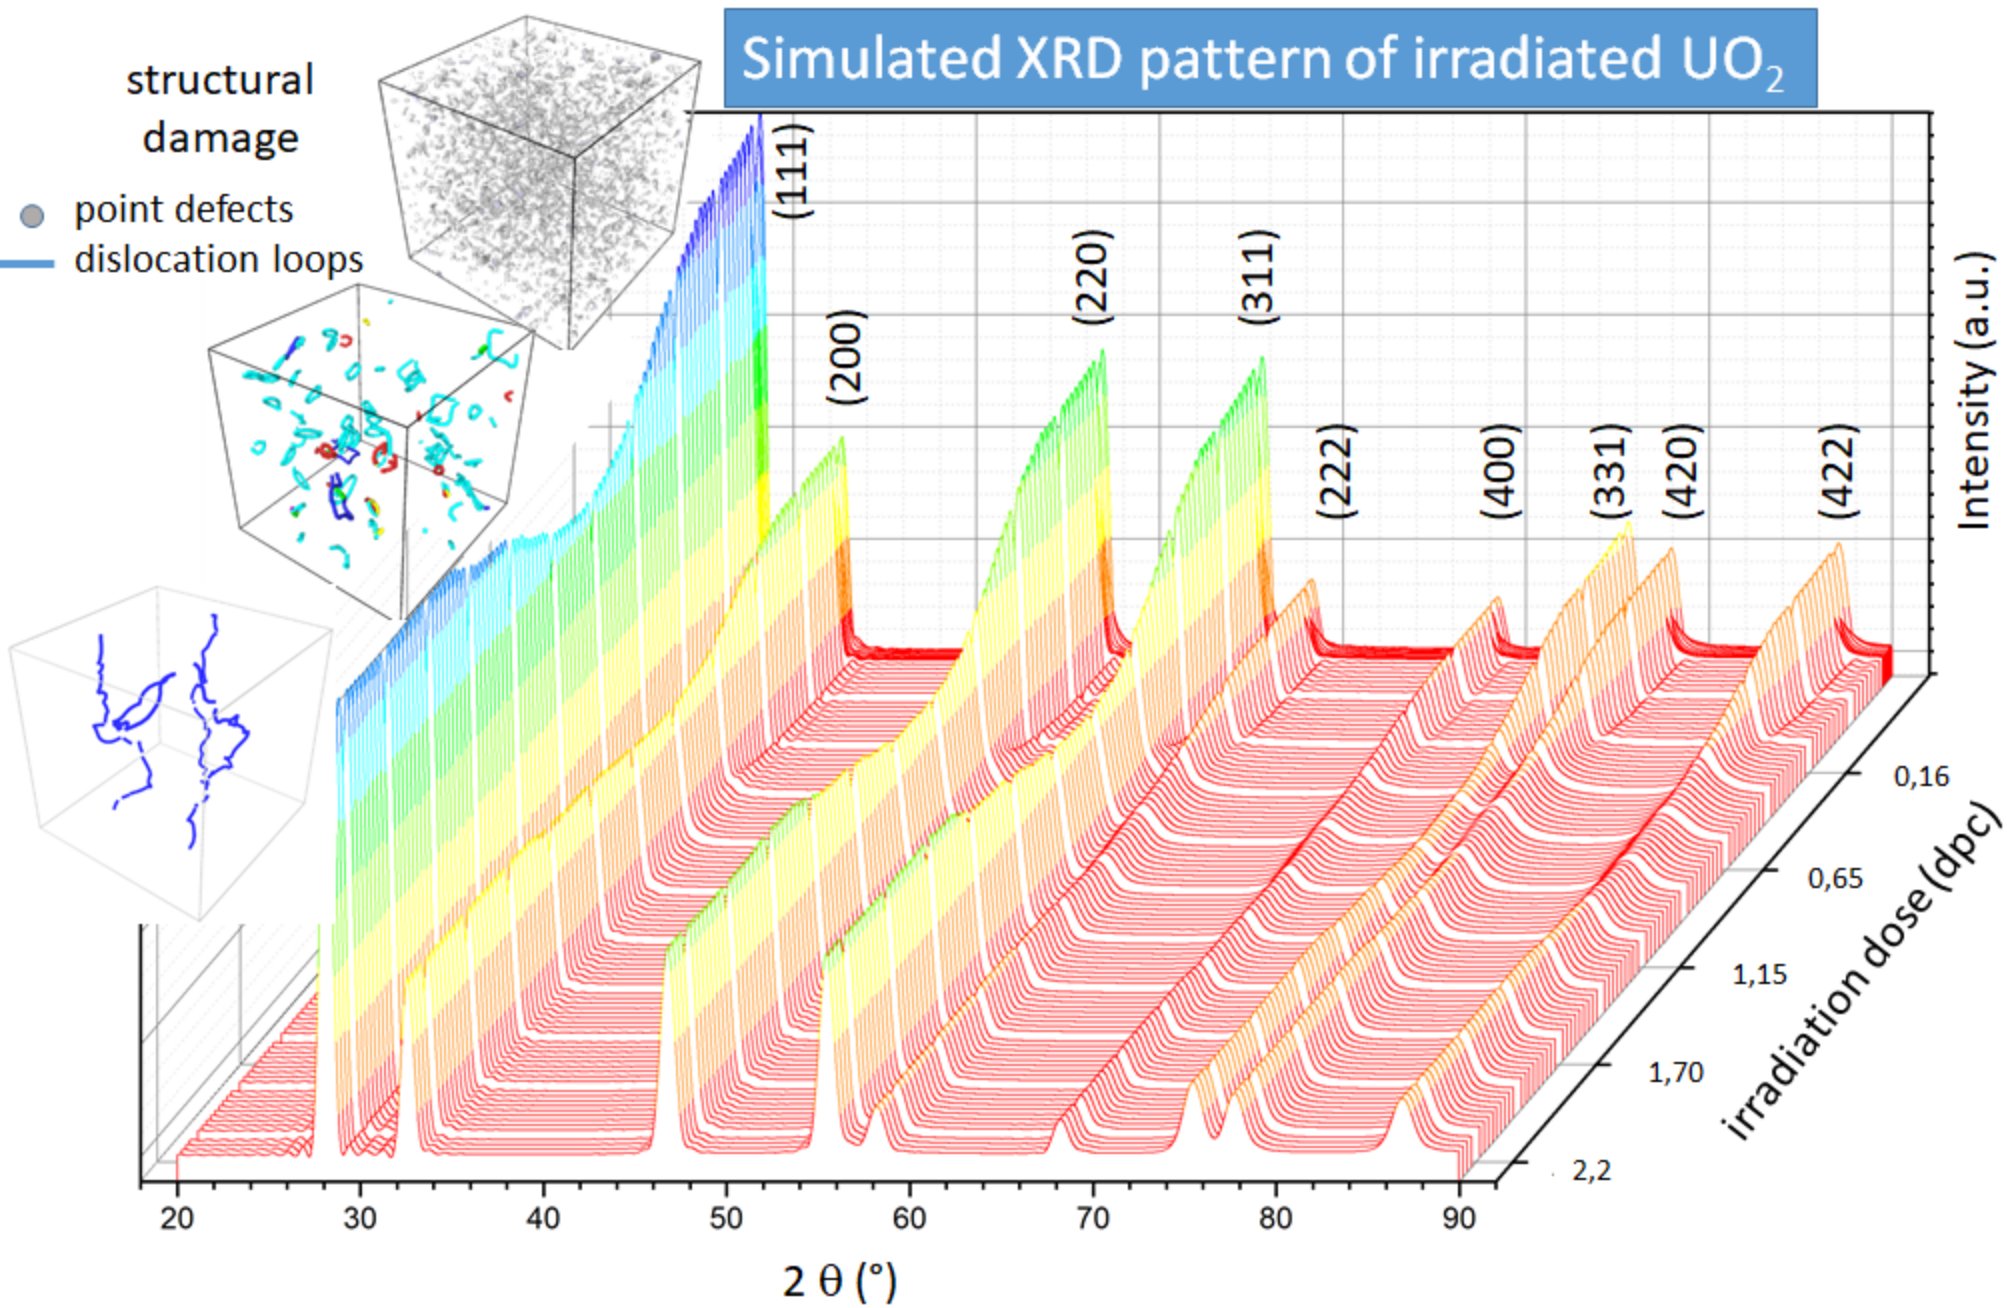 Simulated XRD pattern of irradiated UO₂
structural
damage
point defects
dislocation loops
(111)
(200)
(220)
(311)
(222)
(400)
(331)
(420)
(422)
Intensity (a.u.)
0,16
0,65
1,15
1,70
2,2
irradiation dose (dpc)
20 30 40 50 60 70 80 90
2 θ (°)